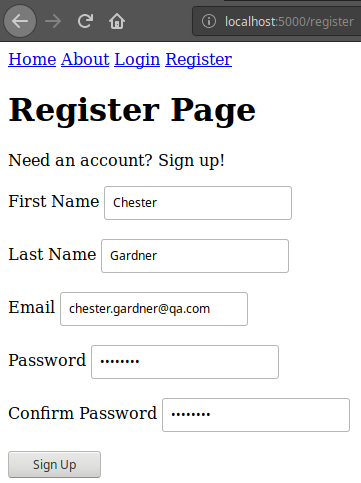 localhost:5000/register
Home About Login Register
Register Page
Need an account? Sign up!
First Name Chester
Last Name Gardner
Email chester.gardner@qa.com
Password ••••••••
Confirm Password ••••••••
Sign Up